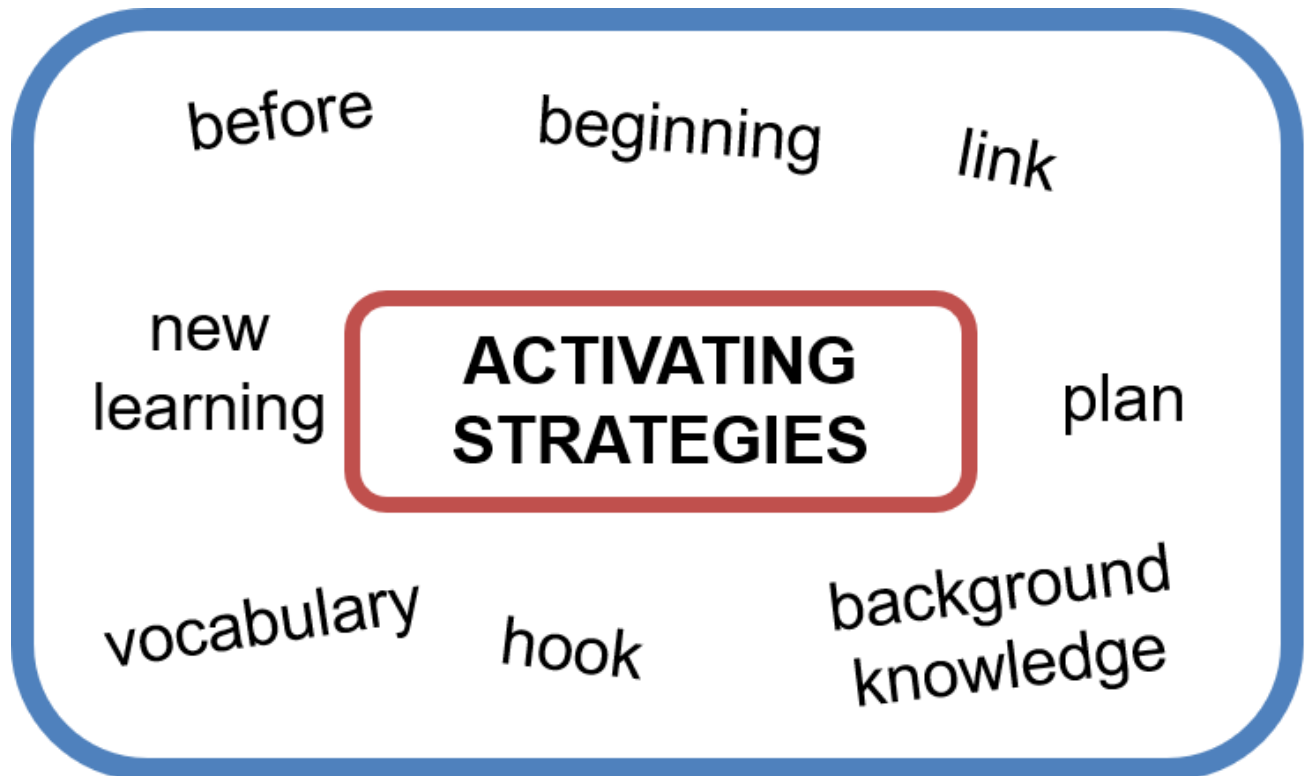 before
beginning
link
new
learning
ACTIVATING
STRATEGIES
plan
vocabulary
hook
background
knowledge